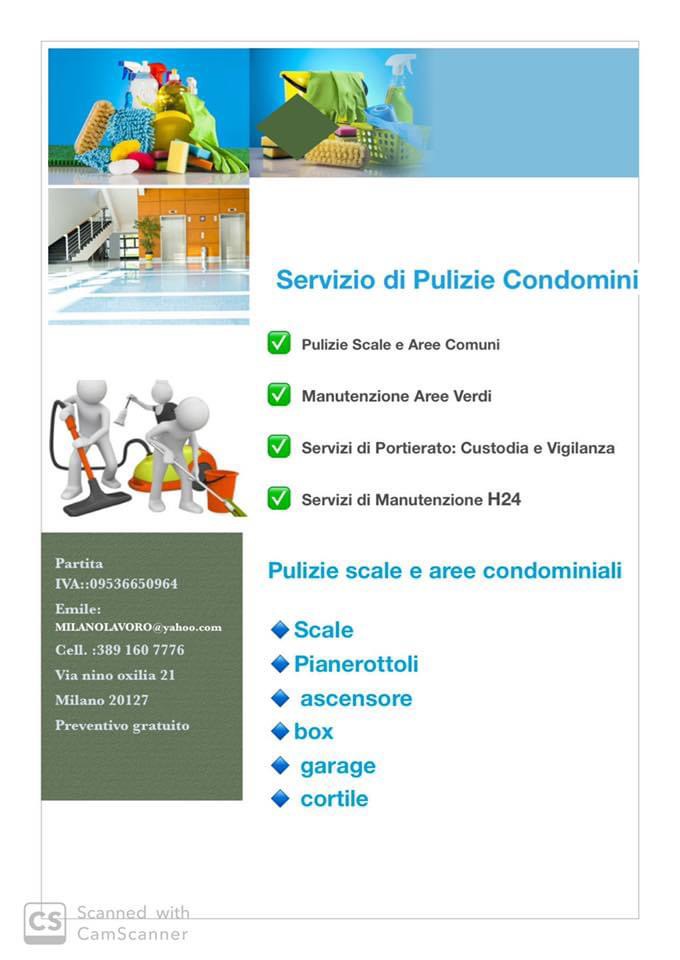 Servizio di Pulizie Condomini
✅ Pulizie Scale e Aree Comuni
✅ Manutenzione Aree Verdi
✅ Servizi di Portierato: Custodia e Vigilanza
✅ Servizi di Manutenzione H24
Partita
IVA::09536650964
Emile:
MILANOLAVORO@yahoo.com
Cell. :389 160 7776
Via nino oxilia 21
Milano 20127
Preventivo gratuito
Pulizie scale e aree condominiali
🔷 Scale
🔷 Pianerottoli
🔷 ascensore
🔷 box
🔷 garage
🔷 cortile
CS
Scanned with
CamScanner